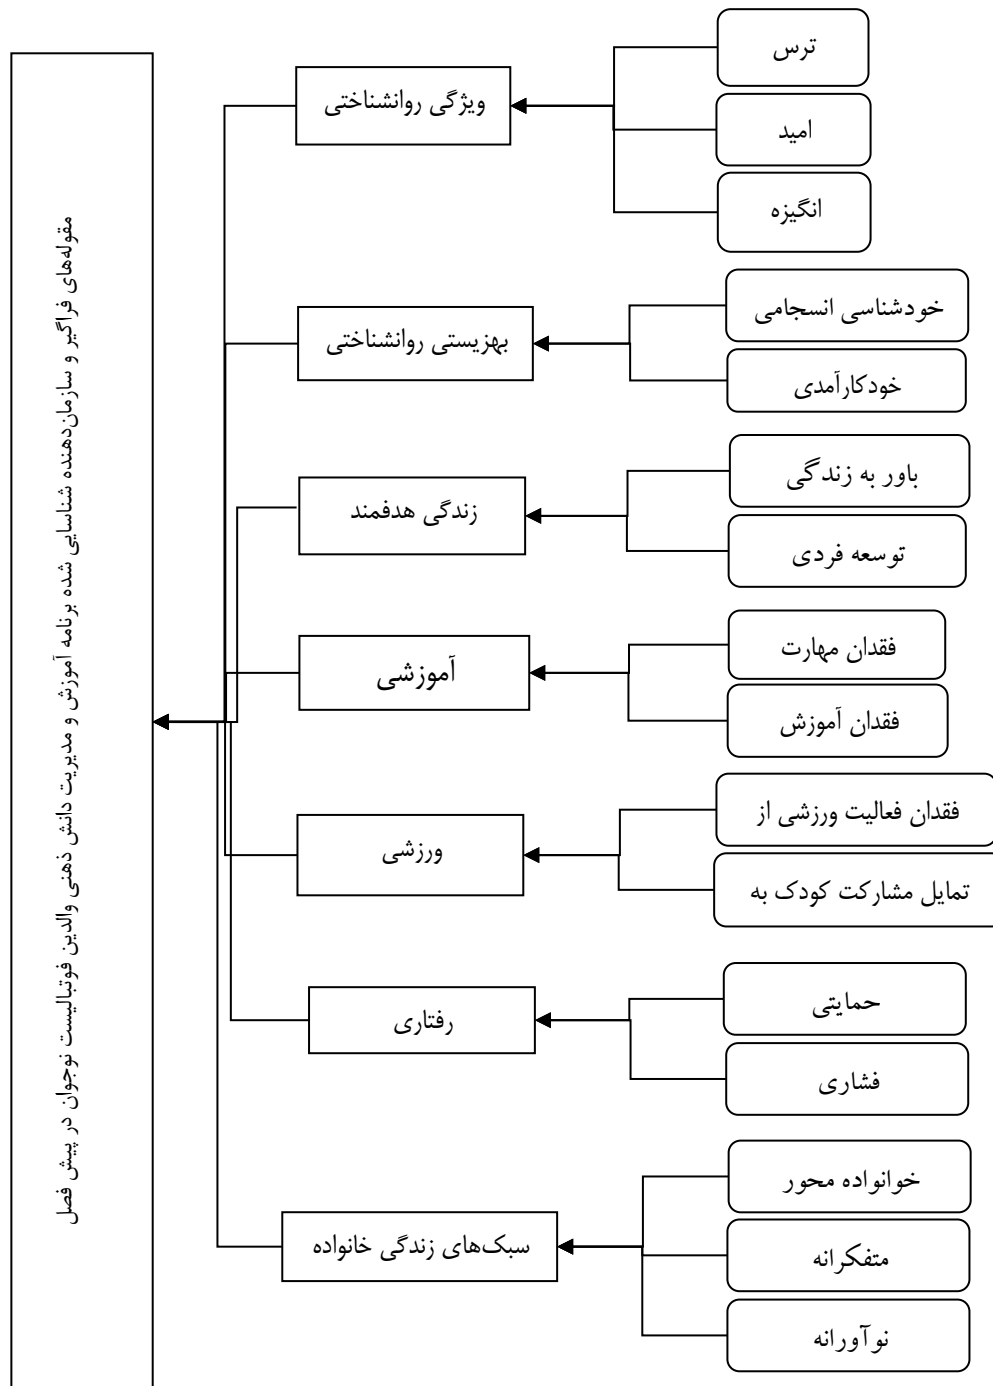 ترس
ویژگی روانشناختی
امید
انگیزه
خودشناسی انسجامی
بهزیستی روانشناختی
خودکارآمدی
باور به زندگی
زندگی هدفمند
توسعه فردی
فقدان مهارت
آموزشی
فقدان آموزش
فقدان فعالیت ورزشی از
ورزشی
تمایل مشارکت کودک به
حمایتی
رفتاری
فشاری
خوانواده محور
سبک‌های زندگی خانواده
متفکرانه
نوآورانه
مقوله‌های فراگیر و سازمان‌دهنده شناسایی شده برنامه آموزش و مدیریت دانش ذهنی والدین فوتبالیست نوجوان در پیش فصل